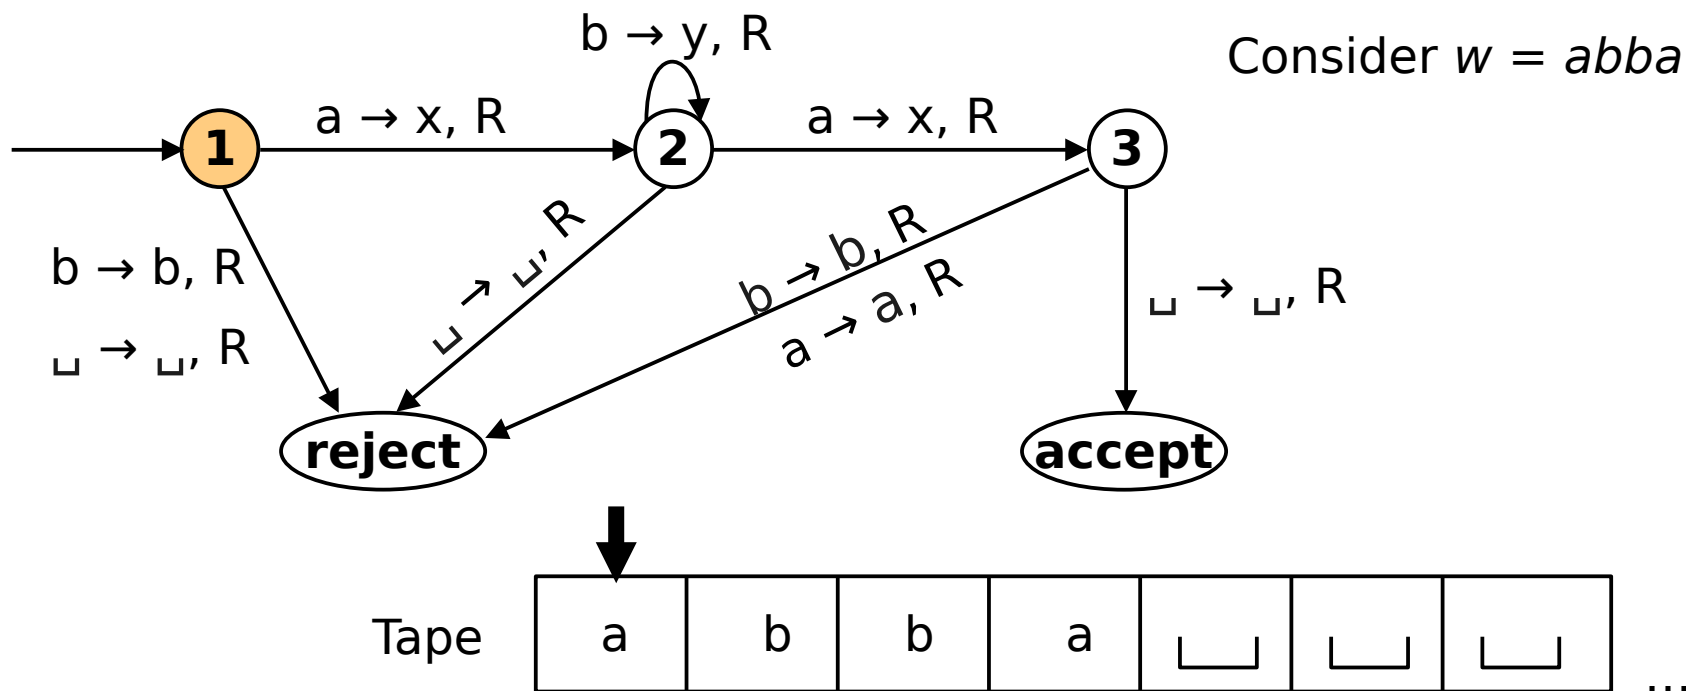 b → y, R
Consider w = abba
a → x, R
a → x, R
1
2
3
b → b, R
␣ → ␣, R
␣ → ␣, R
b → b, R
a → a, R
␣ → ␣, R
reject
accept
Tape
a b b a ␣ ␣ ␣ ...